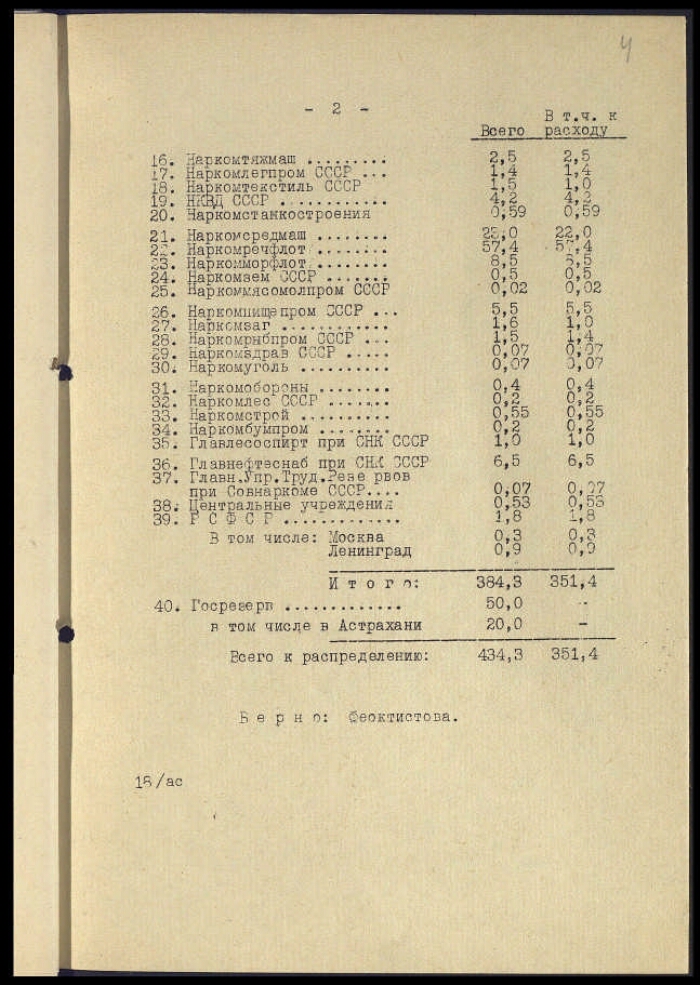 4
- 2 -
В т.ч. к
Всего расходу
16. Наркомтяжмаш ........ 2,5 2,5
17. Наркомлегпром СССР ... 1,4 1,4
18. Наркомтекстиль СССР 1,5 1,0
19. НКВД СССР ............ 4,2 4,2
20. Наркомстанкостроения 0,59 0,59
21. Наркомсредмаш ........ 22,0 22,0
22. Наркомречфлот ........ 57,4 57,4
23. Наркомморфлот ........ 8,5 8,5
24. Наркомзем СССР ....... 0,5 0,5
25. Наркоммясомолпром СССР 0,02 0,02
26. Наркомпищепром СССР ... 5,5 5,5
27. Наркомзаг ............ 1,6 1,0
28. Наркомрыбпром СССР ... 1,5 1,4
29. Наркомздрав СССР ..... 0,07 0,07
30. Наркомуголь .......... 0,07 0,07
31. Наркомобороны ........ 0,4 0,4
32. Наркомлес СССР ....... 0,2 0,2
33. Наркомстрой .......... 0,55 0,55
34. Наркомбумпром ........ 0,2 0,2
35. Главлесоспирт при СНК СССР 1,0 1,0
36. Главнефтеснаб при СНК СССР 6,5 6,5
37. Главн.Упр.Труд.Резе рвов
при Совнаркоме СССР.... 0,07 0,07
38. Центральные учреждения 0,53 0,53
39. Р С Ф С Р ............. 1,8 1,8
В том числе: Москва 0,3 0,3
Ленинград 0,9 0,9
И т о г о: 384,3 351,4
40. Госрезерв ............. 50,0 -
в том числе в Астрахани 20,0 -
Всего к распределению: 434,3 351,4
В е р н о: Феоктистова.
18/ас